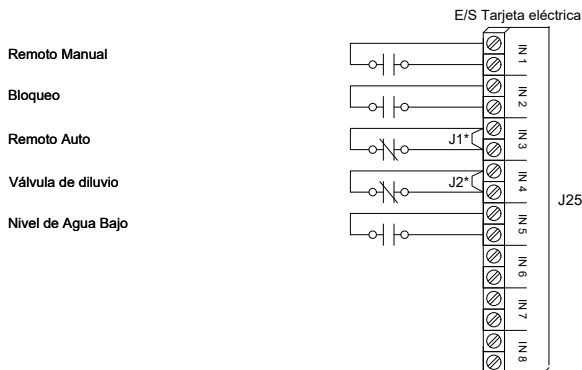 E/S Tarjeta eléctrica
Remoto Manual
IN 1
Bloqueo
IN 2
Remoto Auto
J1*
IN 3
Válvula de diluvio
J2*
IN 4
J25
Nivel de Agua Bajo
IN 5
IN 6
IN 7
IN 8